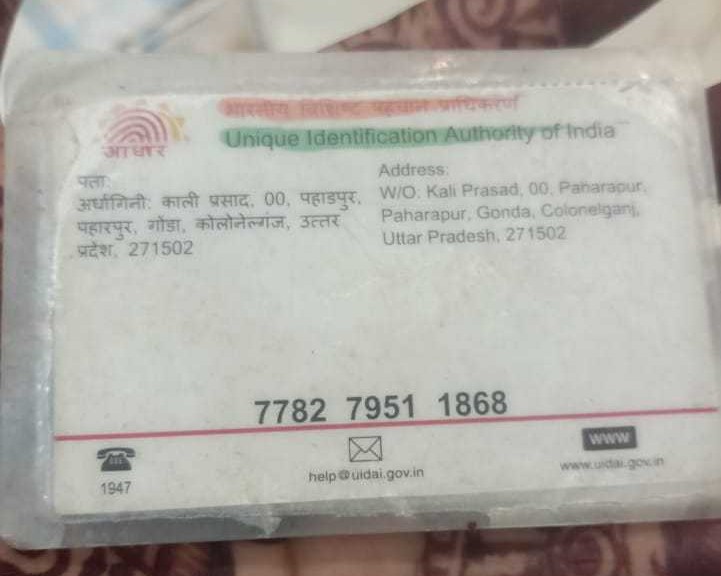 भारतीय विशिष्ट पहचान प्राधिकरण
Unique Identification Authority of India
आधार
पता:
अर्धांगिनी: काली प्रसाद, 00, पहाडपुर,
पहारपुर, गोंडा, कोलोनेल्गंज, उत्तर
प्रदेश, 271502
Address:
W/O: Kali Prasad, 00, Paharapur,
Paharapur, Gonda, Colonelganj,
Uttar Pradesh, 271502
7782 7951 1868
1947
help@uidai.gov.in
www
www.uidai.gov.in